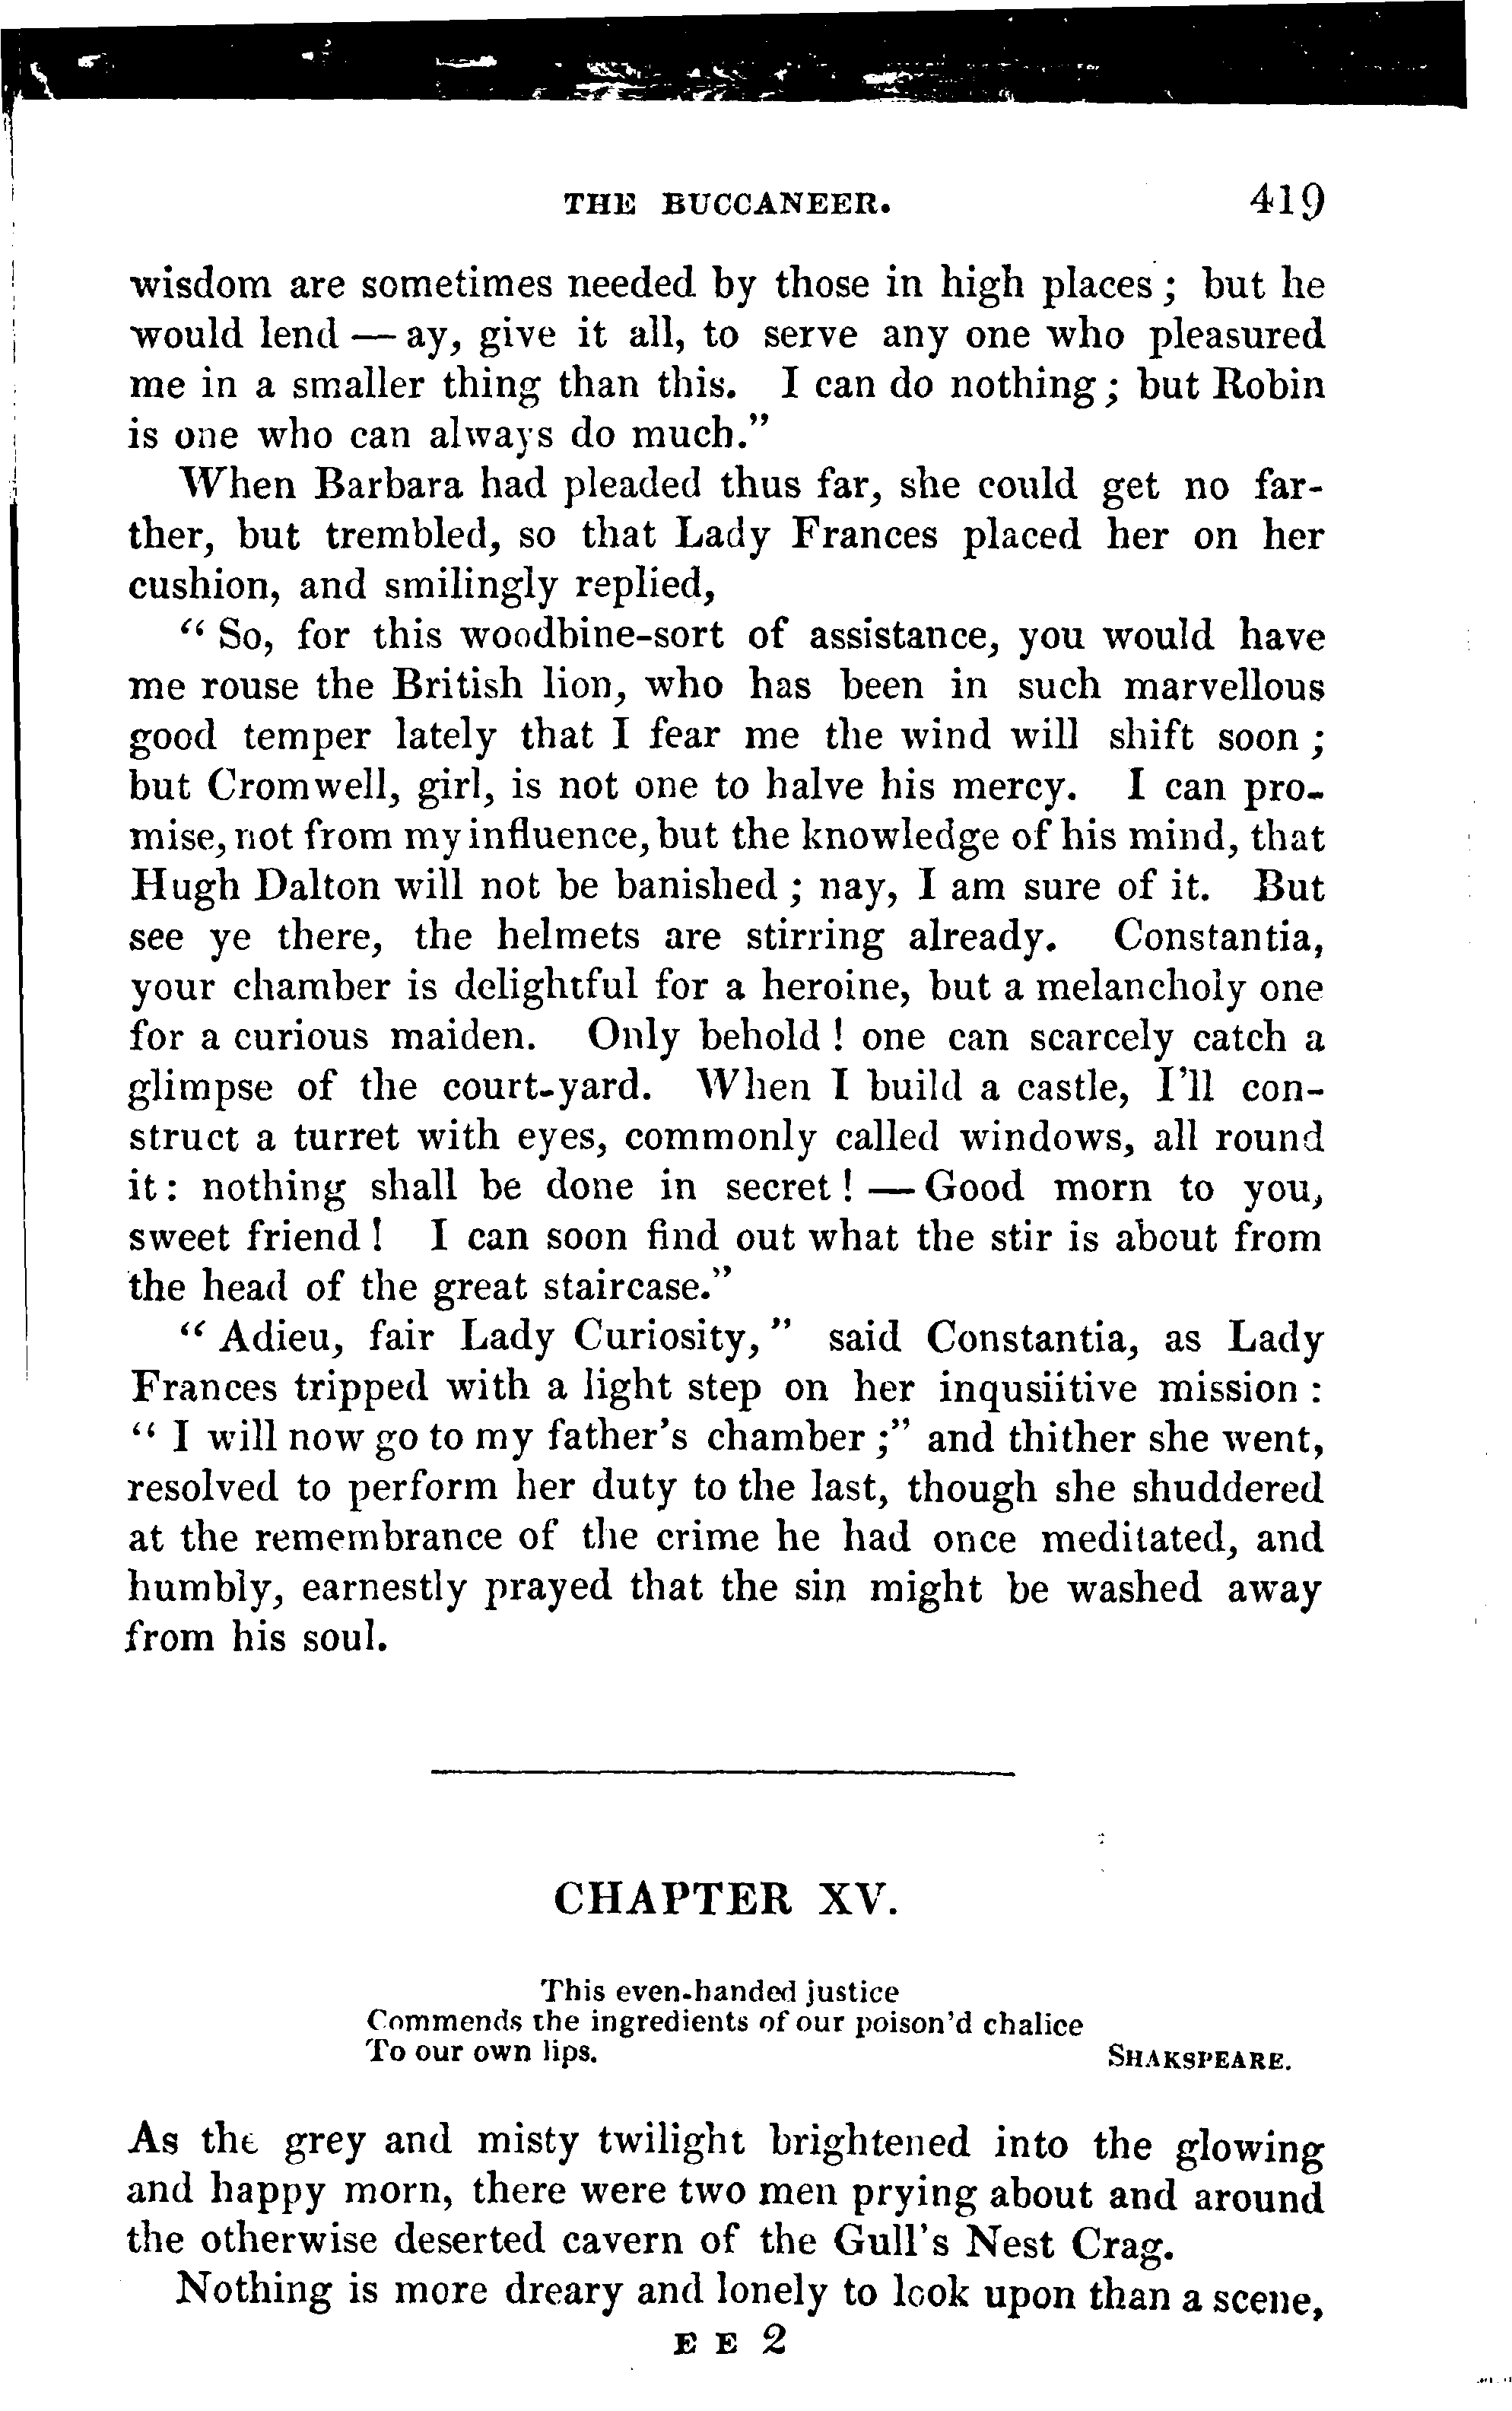 THE BUCCANEER. 419
wisdom are sometimes needed by those in high places; but he
would lend — ay, give it all, to serve any one who pleasured
me in a smaller thing than this. I can do nothing; but Robin
is one who can always do much."
When Barbara had pleaded thus far, she could get no far-
ther, but trembled, so that Lady Frances placed her on her
cushion, and smilingly replied,
"So, for this woodbine-sort of assistance, you would have
me rouse the British lion, who has been in such marvellous
good temper lately that I fear me the wind will shift soon;
but Cromwell, girl, is not one to halve his mercy. I can pro-
mise, not from my influence, but the knowledge of his mind, that
Hugh Dalton will not be banished; nay, I am sure of it. But
see ye there, the helmets are stirring already. Constantia,
your chamber is delightful for a heroine, but a melancholy one
for a curious maiden. Only behold! one can scarcely catch a
glimpse of the court-yard. When I build a castle, I'll con-
struct a turret with eyes, commonly called windows, all round
it: nothing shall be done in secret! — Good morn to you,
sweet friend! I can soon find out what the stir is about from
the head of the great staircase."
"Adieu, fair Lady Curiosity," said Constantia, as Lady
Frances tripped with a light step on her inqusiitive mission:
"I will now go to my father's chamber;" and thither she went,
resolved to perform her duty to the last, though she shuddered
at the remembrance of the crime he had once meditated, and
humbly, earnestly prayed that the sin might be washed away
from his soul.
CHAPTER XV.
This even-handed justice
Commends the ingredients of our poison'd chalice
To our own lips. SHAKSPEARE.
As the grey and misty twilight brightened into the glowing
and happy morn, there were two men prying about and around
the otherwise deserted cavern of the Gull's Nest Crag.
Nothing is more dreary and lonely to look upon than a scene,
E E 2